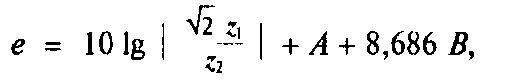 e = 10 lg | √2 z₁ / z₂ | + A + 8,686 B,